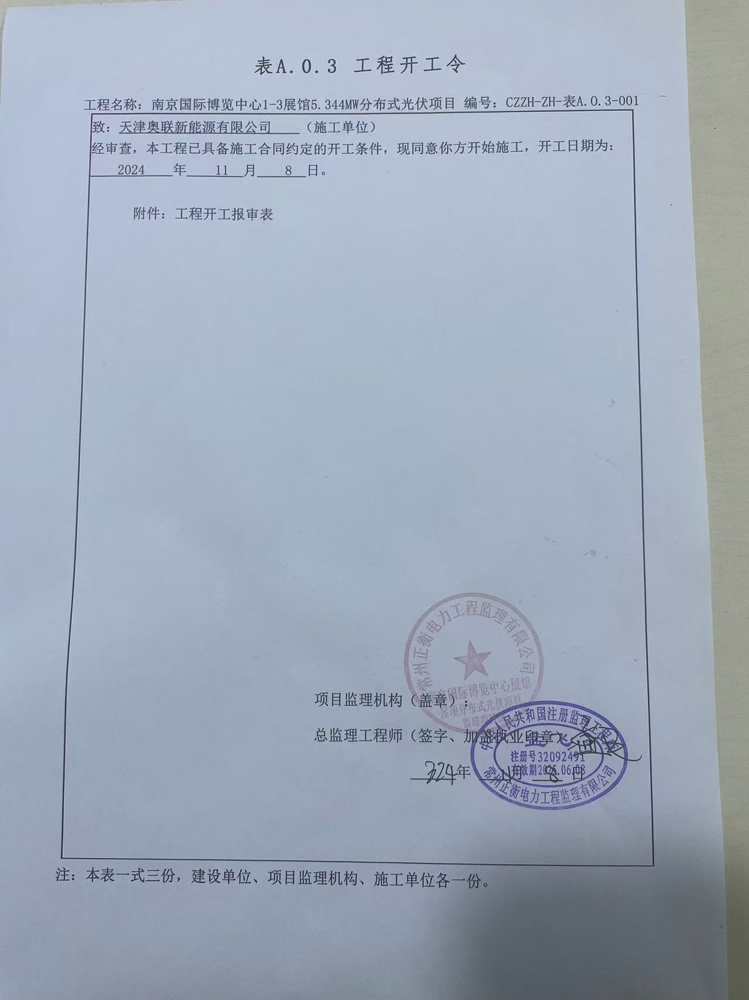 表A.0.3 工程开工令
工程名称：南京国际博览中心1-3展馆5.344MW分布式光伏项目 编号：CZZH-ZH-表A.0.3-001
致：天津奥联新能源有限公司（施工单位）
经审查，本工程已具备施工合同约定的开工条件，现同意你方开始施工，开工日期为：
2024 年 11 月 8 日。
附件：工程开工报审表
常州正衡电力工程监理有限公司
南京国际博览中心展馆
屋顶分布式光伏项目
监理项目
项目监理机构（盖章）：
总监理工程师（签字、加盖执业印章）：
中华人民共和国注册监理工程师
注册号32092491
有效期2025.06.08
常州正衡电力工程监理有限公司
年 11月 8 日
注：本表一式三份，建设单位、项目监理机构、施工单位各一份。